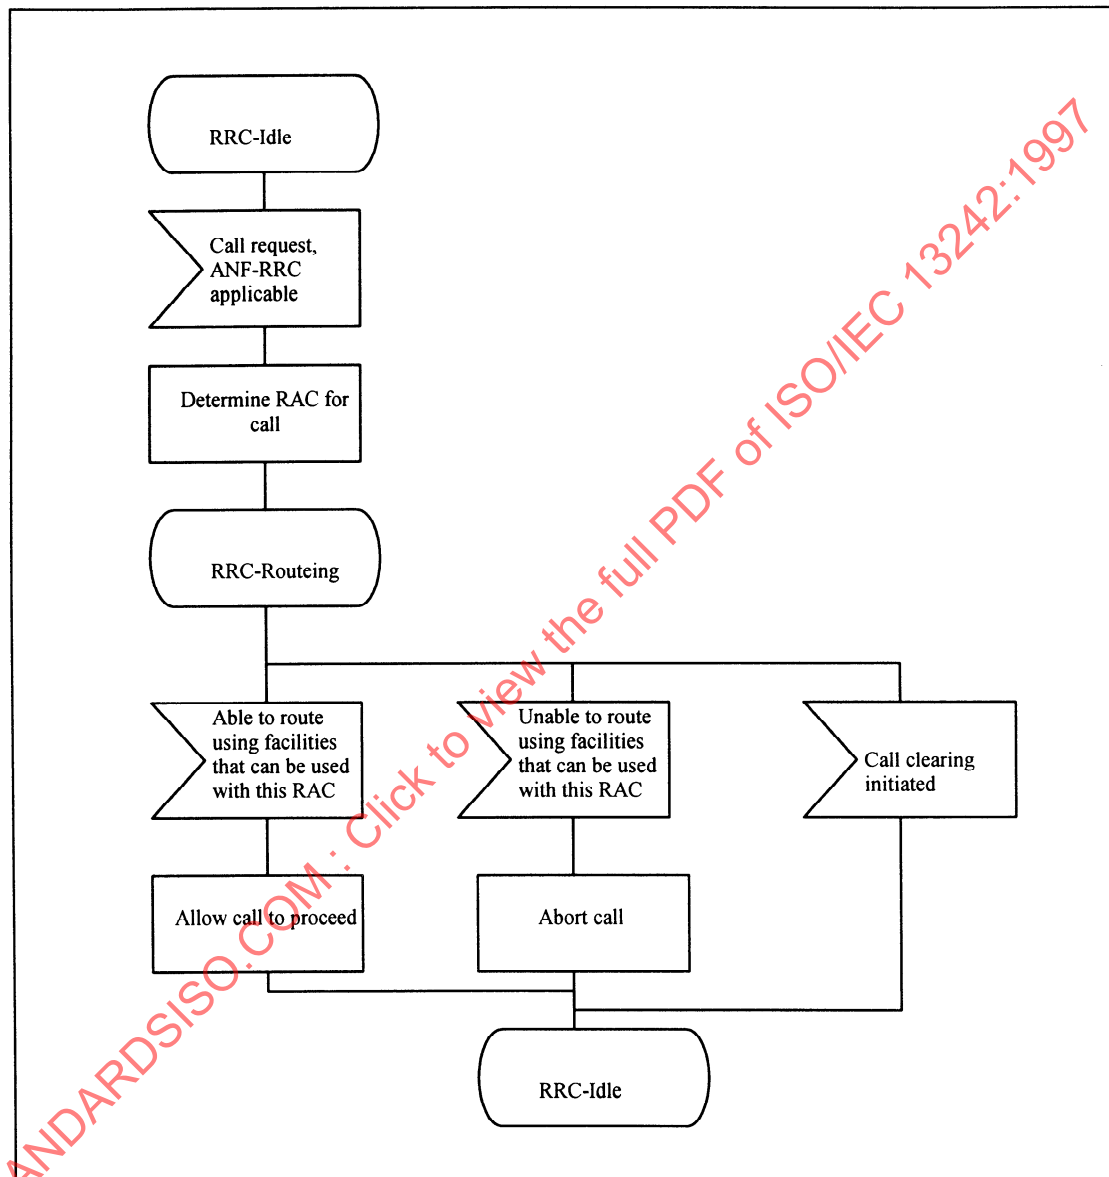 RRC-Idle
Call request,
ANF-RRC
applicable
Determine RAC for
call
RRC-Routeing
Able to route
using facilities
that can be used
with this RAC
Unable to route
using facilities
that can be used
with this RAC
Call clearing
initiated
Allow call to proceed
Abort call
RRC-Idle
ANDARDSISO.COM : Click to view the full PDF of ISO/IEC 13242:1997